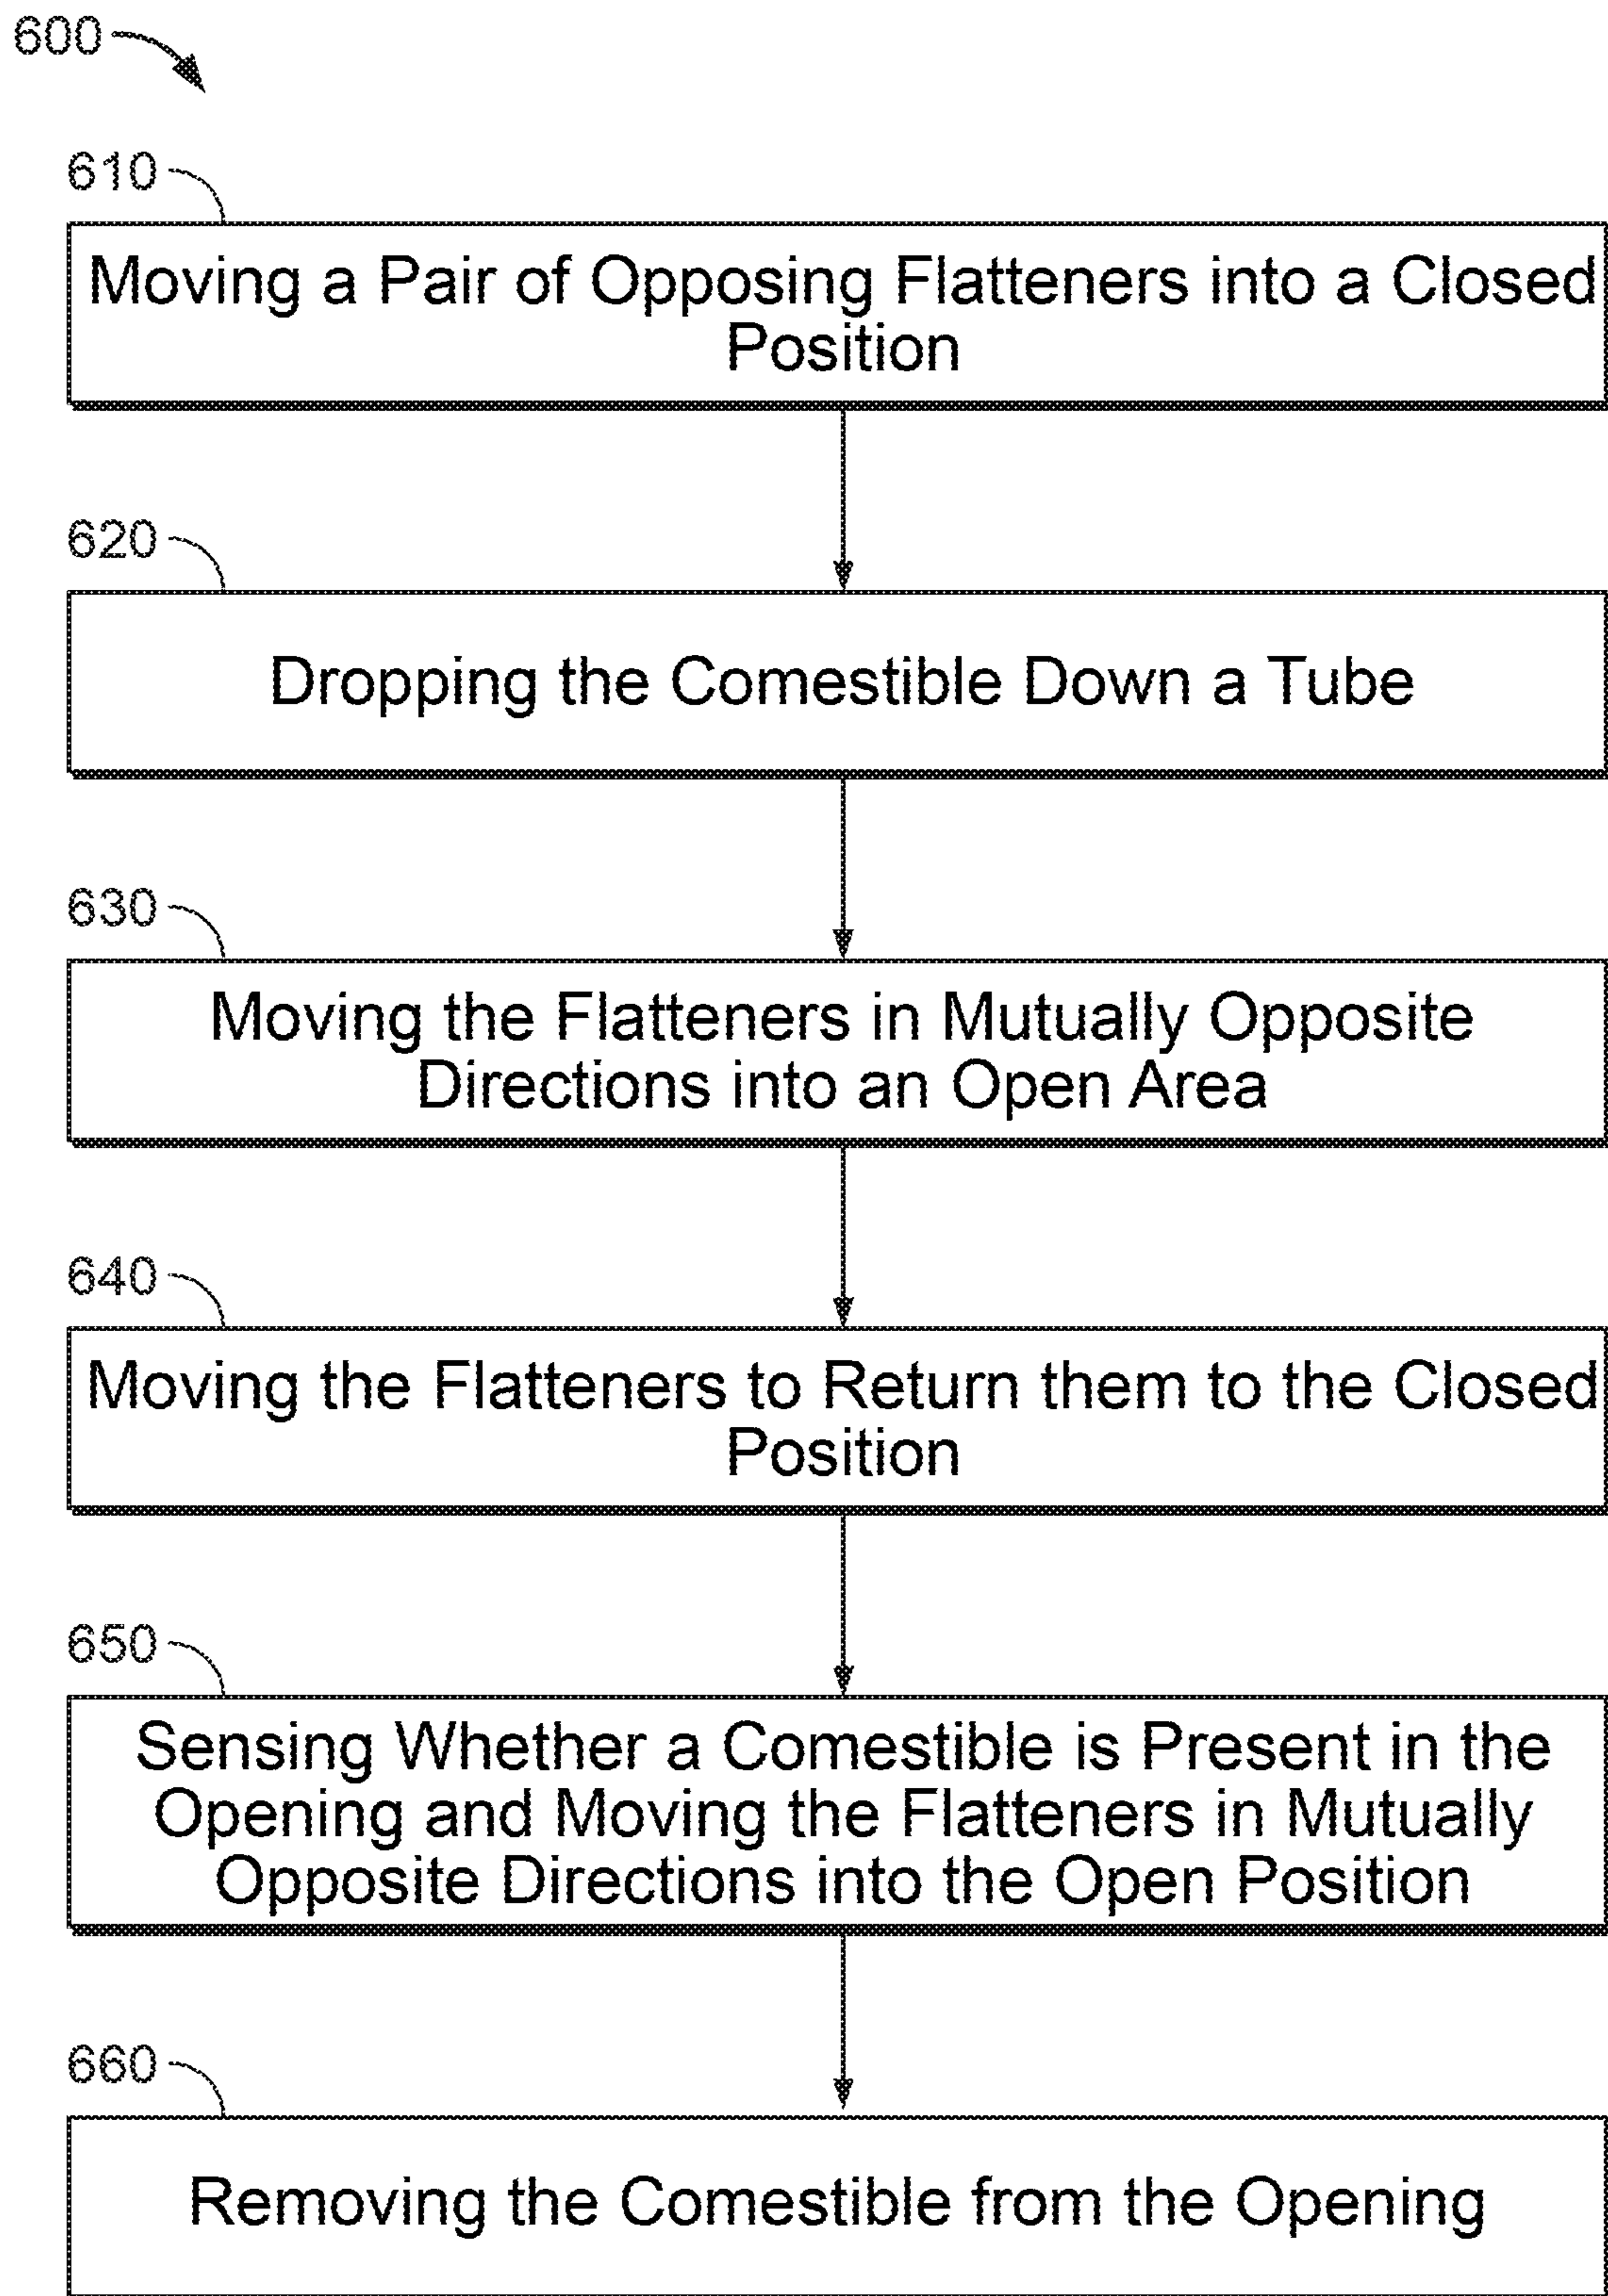 600
610
Moving a Pair of Opposing Flatteners into a Closed
Position
620
Dropping the Comestible Down a Tube
630
Moving the Flatteners in Mutually Opposite
Directions into an Open Area
640
Moving the Flatteners to Return them to the Closed
Position
650
Sensing Whether a Comestible is Present in the
Opening and Moving the Flatteners in Mutually
Opposite Directions into the Open Position
660
Removing the Comestible from the Opening